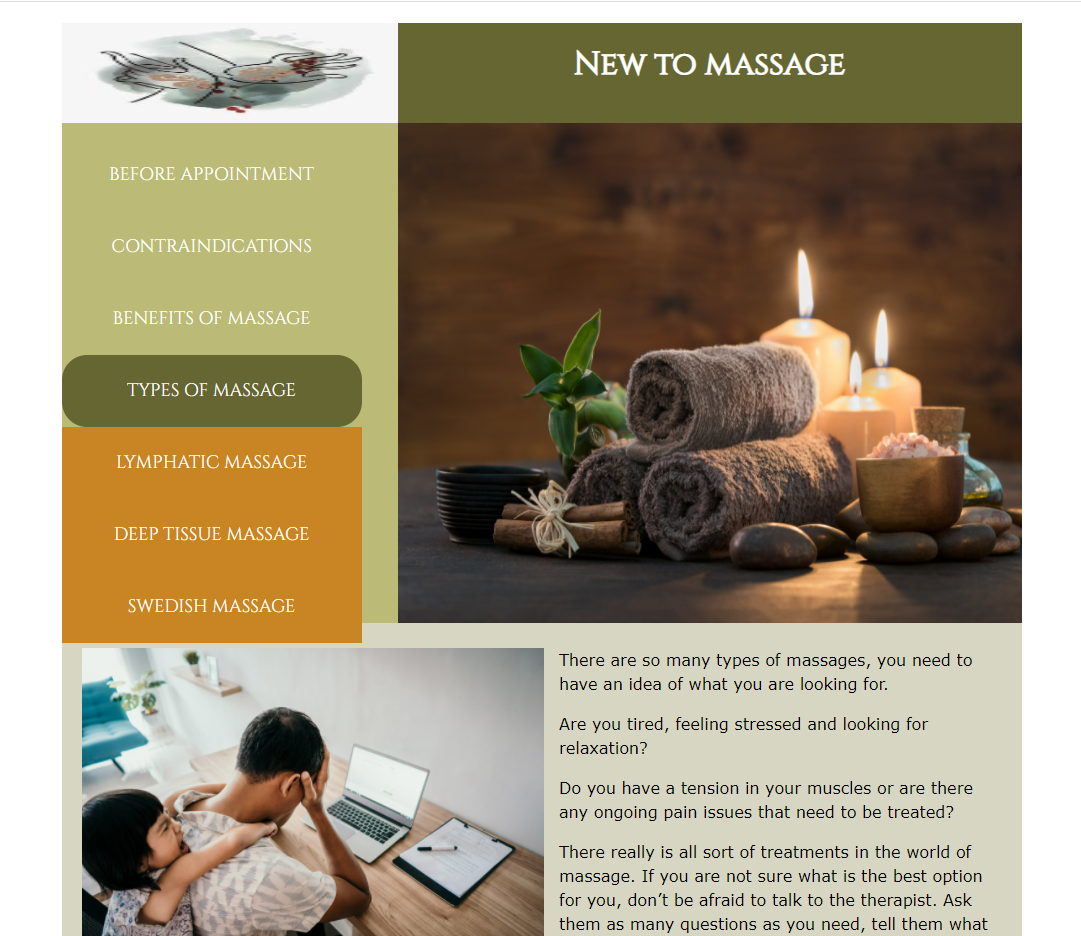 New to massage
BEFORE APPOINTMENT
CONTRAINDICATIONS
BENEFITS OF MASSAGE
TYPES OF MASSAGE
LYMPHATIC MASSAGE
DEEP TISSUE MASSAGE
SWEDISH MASSAGE
There are so many types of massages, you need to
have an idea of what you are looking for.
Are you tired, feeling stressed and looking for
relaxation?
Do you have a tension in your muscles or are there
any ongoing pain issues that need to be treated?
There really is all sort of treatments in the world of
massage. If you are not sure what is the best option
for you, don’t be afraid to talk to the therapist. Ask
them as many questions as you need, tell them what